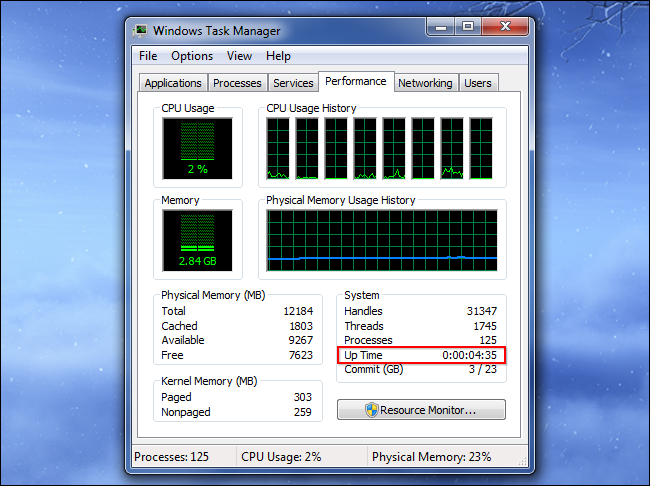 Windows Task Manager
File Options View Help
Applications Processes Services Performance Networking Users
CPU Usage
2 %
CPU Usage History
Memory
2.84 GB
Physical Memory Usage History
Physical Memory (MB)
Total 12184
Cached 1803
Available 9267
Free 7623
System
Handles 31347
Threads 1745
Processes 125
Up Time 0:00:04:35
Commit (GB) 3 / 23
Kernel Memory (MB)
Paged 303
Nonpaged 259
Resource Monitor...
Processes: 125 CPU Usage: 2% Physical Memory: 23%